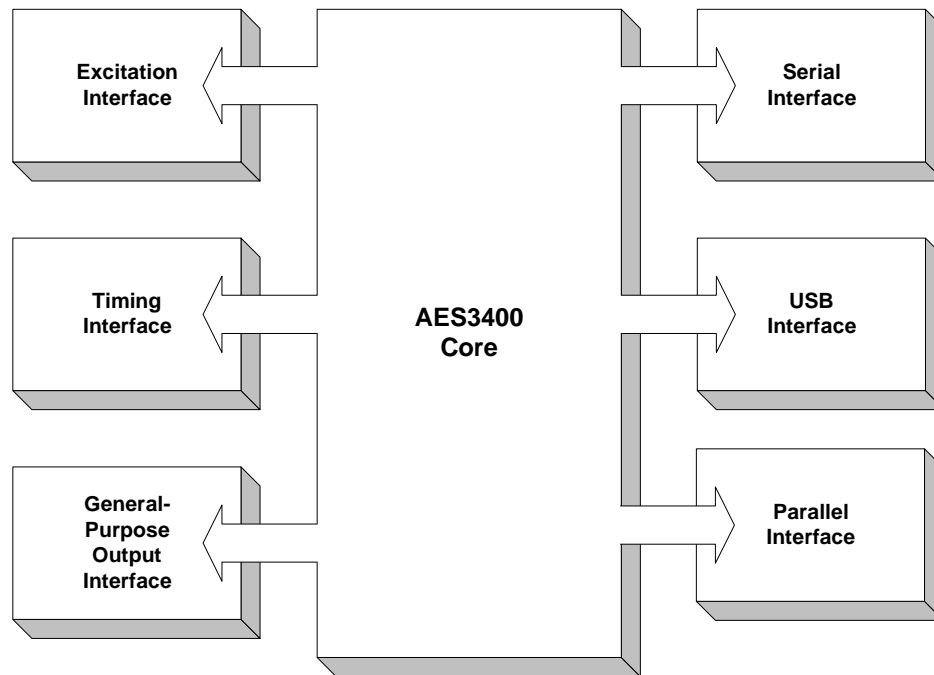 Excitation
Interface
Timing
Interface
General-
Purpose
Output
Interface
AES3400
Core
Serial
Interface
USB
Interface
Parallel
Interface